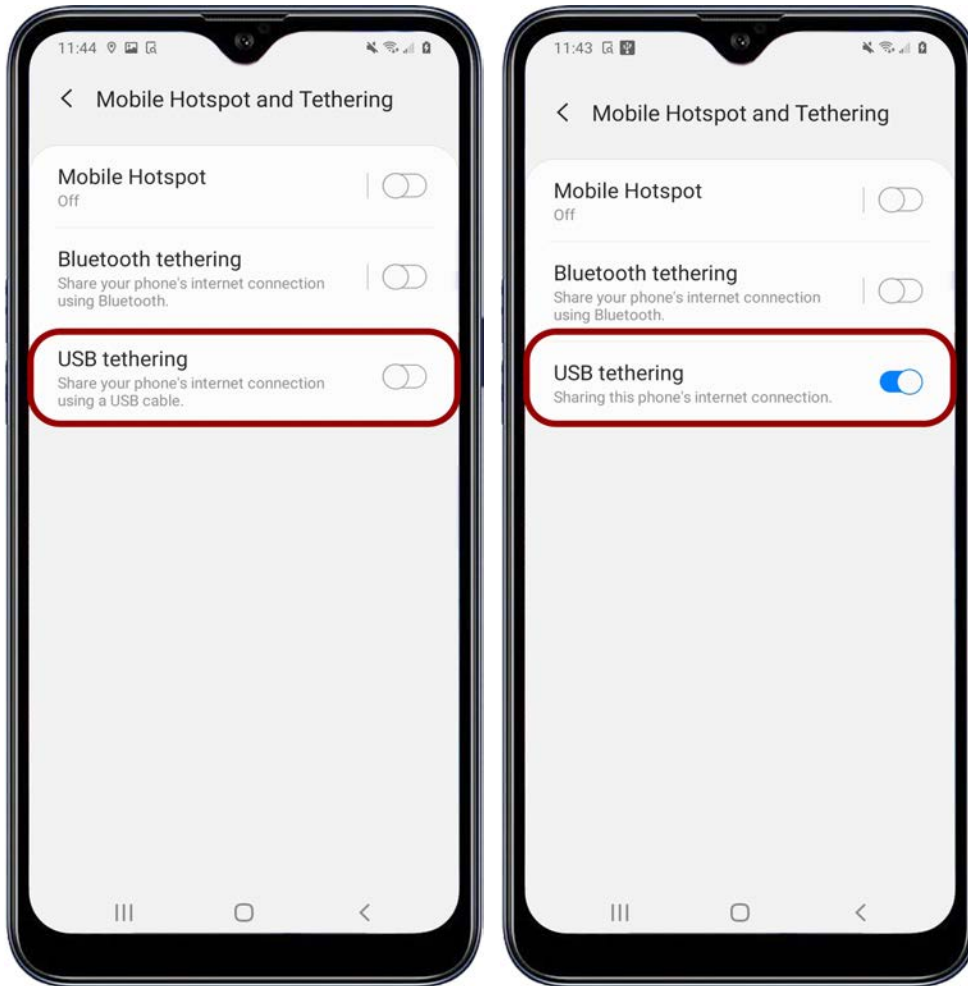 11:44
Mobile Hotspot and Tethering
Mobile Hotspot
Off
Bluetooth tethering
Share your phone's internet connection
using Bluetooth.
USB tethering
Share your phone's internet connection
using a USB cable.
11:43
Mobile Hotspot and Tethering
Mobile Hotspot
Off
Bluetooth tethering
Share your phone's internet connection
using Bluetooth.
USB tethering
Sharing this phone's internet connection.